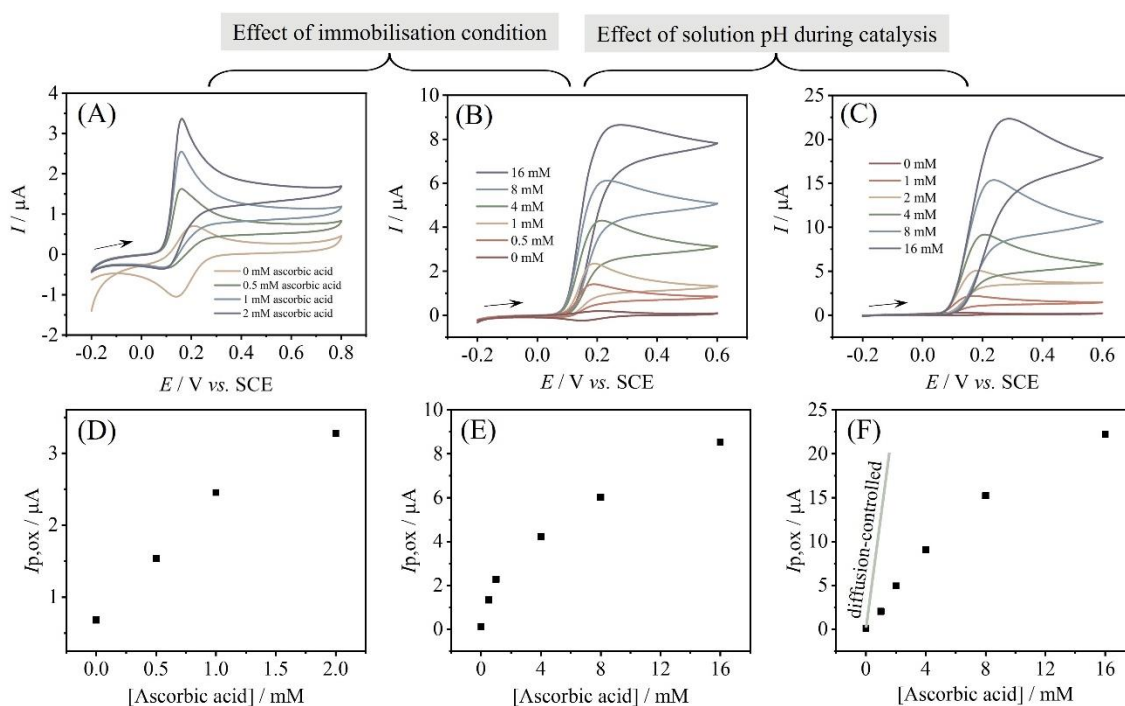 Effect of immobilisation condition
Effect of solution pH during catalysis
(A)
I / µA
4
3
2
1
0
-1
-2
-0.2 0.0 0.2 0.4 0.6 0.8
E / V vs. SCE
0 mM ascorbic acid
0.5 mM ascorbic acid
1 mM ascorbic acid
2 mM ascorbic acid
(B)
I / µA
10
8
6
4
2
0
-0.2 0.0 0.2 0.4 0.6
E / V vs. SCE
16 mM
8 mM
4 mM
1 mM
0.5 mM
0 mM
(C)
I / µA
25
20
15
10
5
0
-0.2 0.0 0.2 0.4 0.6
E / V vs. SCE
0 mM
1 mM
2 mM
4 mM
8 mM
16 mM
(D)
Ip,ox / µA
3
2
1
0.0 0.5 1.0 1.5 2.0
[Ascorbic acid] / mM
(E)
Ip,ox / µA
10
8
6
4
2
0
0 4 8 12 16
[Ascorbic acid] / mM
(F)
Ip,ox / µA
25
20
15
10
5
0
diffusion-controlled
0 4 8 12 16
[Ascorbic acid] / mM